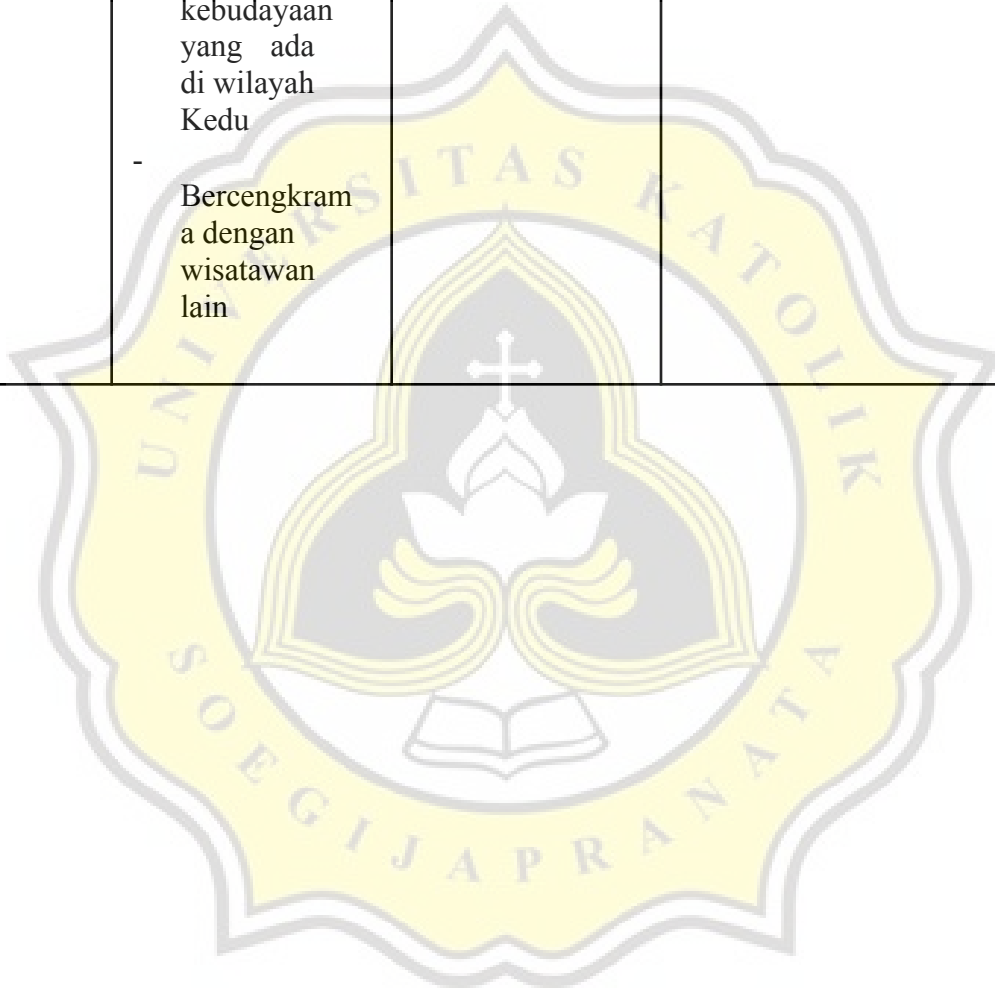 kebudayaan
yang ada
di wilayah
Kedu
-
Bercengkram
a dengan
wisatawan
lain
UNIVERSITAS KATOLIK
SOEGIJAPRANATA